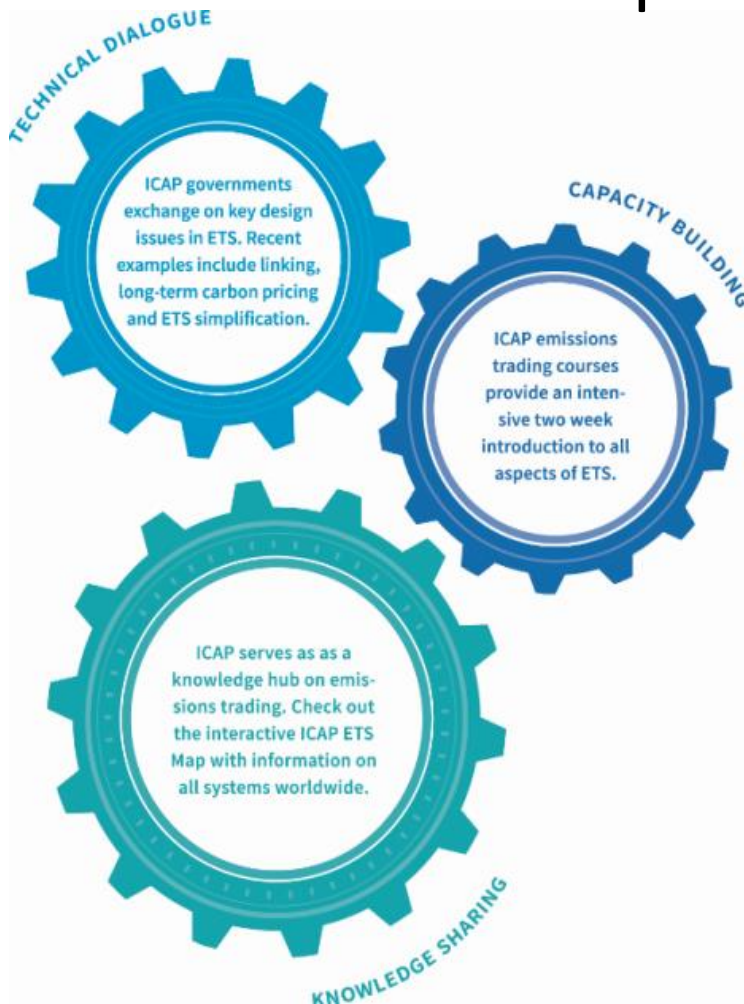 TECHNICAL DIALOGUE
ICAP governments
exchange on key design
issues in ETS. Recent
examples include linking,
long-term carbon pricing
and ETS simplification.
CAPACITY BUILDING
ICAP emissions
trading courses
provide an inten-
sive two week
introduction to all
aspects of ETS.
ICAP serves as as a
knowledge hub on emis-
sions trading. Check out
the interactive ICAP ETS
Map with information on
all systems worldwide.
KNOWLEDGE SHARING